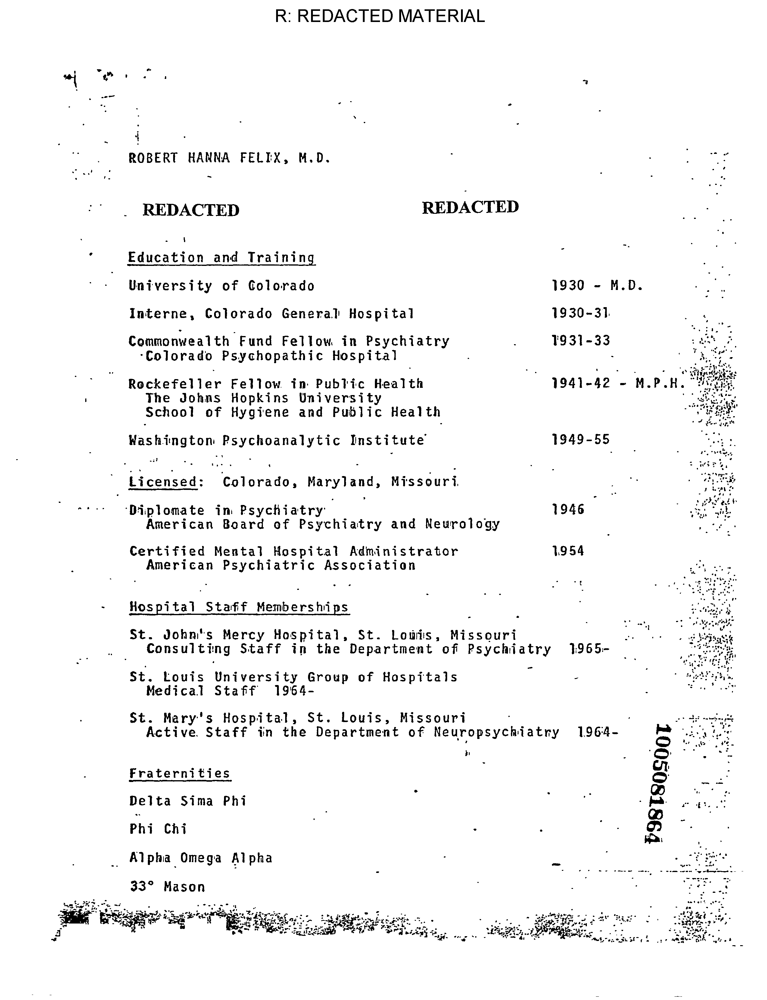 R: REDACTED MATERIAL
ROBERT HANNA FELIX, M.D.
REDACTED REDACTED
Education and Training
University of Colorado 1930 - M.D.
Interne, Colorado General Hospital 1930-31
Commonwealth Fund Fellow in Psychiatry 1931-33
Colorado Psychopathic Hospital
Rockefeller Fellow in Public Health 1941-42 - M.P.H.
The Johns Hopkins University
School of Hygiene and Public Health
Washington Psychoanalytic Institute 1949-55
Licensed: Colorado, Maryland, Missouri
Diplomate in Psychiatry 1946
American Board of Psychiatry and Neurology
Certified Mental Hospital Administrator 1954
American Psychiatric Association
Hospital Staff Memberships
St. John's Mercy Hospital, St. Louis, Missouri
Consulting Staff in the Department of Psychiatry 1965-
St. Louis University Group of Hospitals
Medical Staff 1964-
St. Mary's Hospital, St. Louis, Missouri
Active Staff in the Department of Neuropsychiatry 1964-
Fraternities
Delta Sima Phi
Phi Chi
Alpha Omega Alpha
33° Mason
1005081864